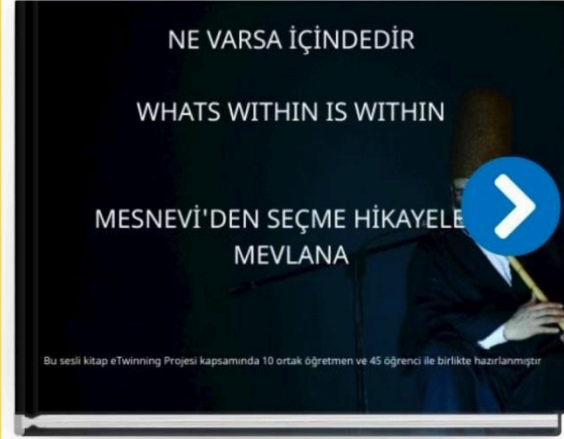 NE VARSA İÇİNDEDİR
WHATS WITHIN IS WITHIN
MESNEVİ'DEN SEÇME HİKAYELE
MEVLANA
Bu sesli kitap eTwinning Projesi kapsamında 10 ortak öğretmen ve 45 öğrenci ile birlikte hazırlanmıştır